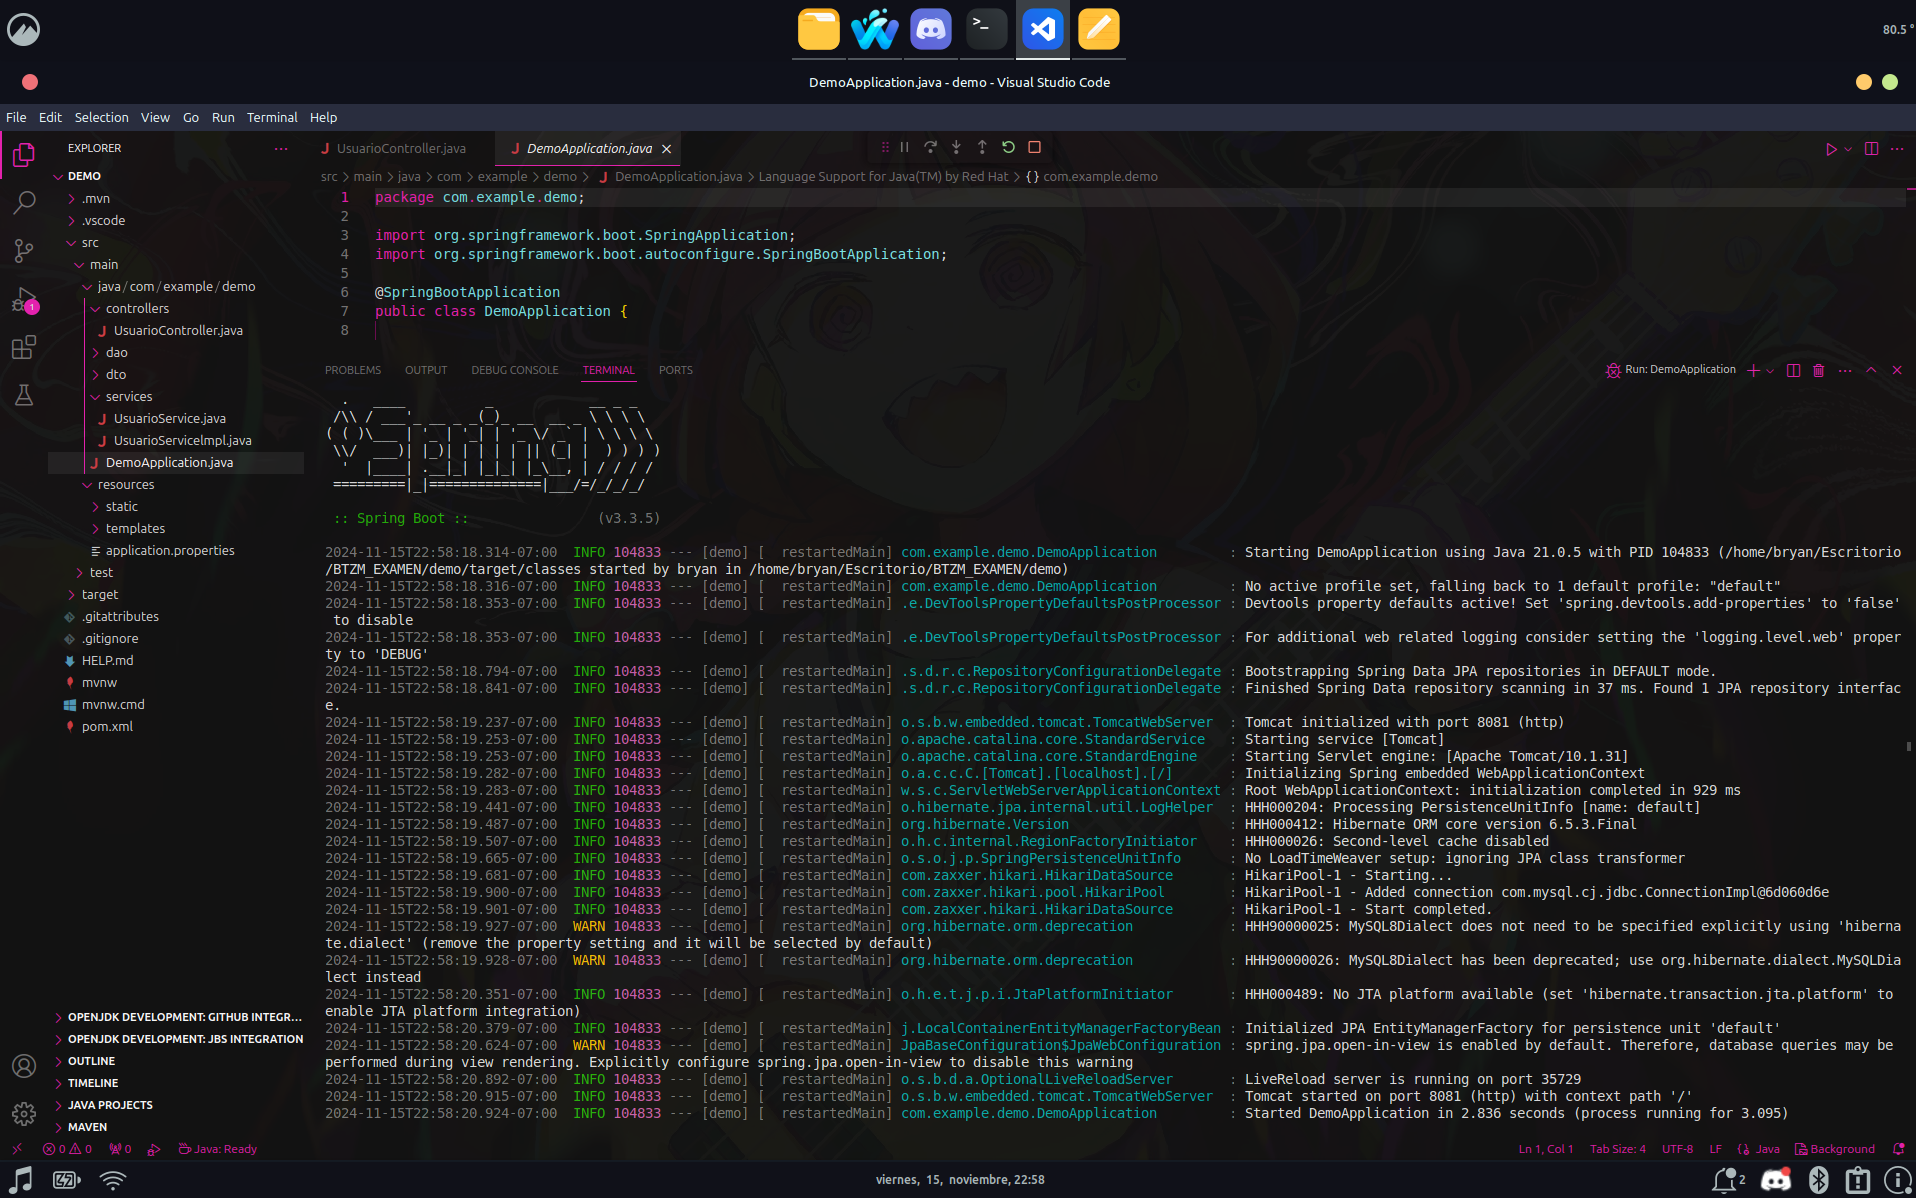 80.5 °
DemoApplication.java - demo - Visual Studio Code
File Edit Selection View Go Run Terminal Help
EXPLORER
DEMO
.mvn
.vscode
src
main
java / com / example / demo
controllers
UsuarioController.java
dao
dto
services
UsuarioService.java
UsuarioServiceImpl.java
DemoApplication.java
resources
static
templates
application.properties
test
target
.gitattributes
.gitignore
HELP.md
mvnw
mvnw.cmd
pom.xml
OPENJDK DEVELOPMENT: GITHUB INTEGR...
OPENJDK DEVELOPMENT: JBS INTEGRATION
OUTLINE
TIMELINE
JAVA PROJECTS
MAVEN
UsuarioController.java
DemoApplication.java
src > main > java > com > example > demo > DemoApplication.java > Language Support for Java(TM) by Red Hat > {} com.example.demo
1 package com.example.demo;
2
3 import org.springframework.boot.SpringApplication;
4 import org.springframework.boot.autoconfigure.SpringBootApplication;
5
6 @SpringBootApplication
7 public class DemoApplication {
8
PROBLEMS OUTPUT DEBUG CONSOLE TERMINAL PORTS
Run: DemoApplication
:: Spring Boot :: (v3.3.5)
2024-11-15T22:58:18.314-07:00 INFO 104833 --- [demo] [ restartedMain] com.example.demo.DemoApplication : Starting DemoApplication using Java 21.0.5 with PID 104833 (/home/bryan/Escritorio
/BTZM_EXAMEN/demo/target/classes started by bryan in /home/bryan/Escritorio/BTZM_EXAMEN/demo)
2024-11-15T22:58:18.316-07:00 INFO 104833 --- [demo] [ restartedMain] com.example.demo.DemoApplication : No active profile set, falling back to 1 default profile: "default"
2024-11-15T22:58:18.353-07:00 INFO 104833 --- [demo] [ restartedMain] .e.DevToolsPropertyDefaultsPostProcessor : Devtools property defaults active! Set 'spring.devtools.add-properties' to 'false'
to disable
2024-11-15T22:58:18.353-07:00 INFO 104833 --- [demo] [ restartedMain] .e.DevToolsPropertyDefaultsPostProcessor : For additional web related logging consider setting the 'logging.level.web' proper
ty to 'DEBUG'
2024-11-15T22:58:18.794-07:00 INFO 104833 --- [demo] [ restartedMain] .s.d.r.c.RepositoryConfigurationDelegate : Bootstrapping Spring Data JPA repositories in DEFAULT mode.
2024-11-15T22:58:18.841-07:00 INFO 104833 --- [demo] [ restartedMain] .s.d.r.c.RepositoryConfigurationDelegate : Finished Spring Data repository scanning in 37 ms. Found 1 JPA repository interfac
e.
2024-11-15T22:58:19.237-07:00 INFO 104833 --- [demo] [ restartedMain] o.s.b.w.embedded.tomcat.TomcatWebServer : Tomcat initialized with port 8081 (http)
2024-11-15T22:58:19.253-07:00 INFO 104833 --- [demo] [ restartedMain] o.apache.catalina.core.StandardService : Starting service [Tomcat]
2024-11-15T22:58:19.253-07:00 INFO 104833 --- [demo] [ restartedMain] o.apache.catalina.core.StandardEngine : Starting Servlet engine: [Apache Tomcat/10.1.31]
2024-11-15T22:58:19.282-07:00 INFO 104833 --- [demo] [ restartedMain] o.a.c.c.C.[Tomcat].[localhost].[/] : Initializing Spring embedded WebApplicationContext
2024-11-15T22:58:19.283-07:00 INFO 104833 --- [demo] [ restartedMain] w.s.c.ServletWebServerApplicationContext : Root WebApplicationContext: initialization completed in 929 ms
2024-11-15T22:58:19.441-07:00 INFO 104833 --- [demo] [ restartedMain] o.hibernate.jpa.internal.util.LogHelper : HHH000204: Processing PersistenceUnitInfo [name: default]
2024-11-15T22:58:19.487-07:00 INFO 104833 --- [demo] [ restartedMain] org.hibernate.Version : HHH000412: Hibernate ORM core version 6.5.3.Final
2024-11-15T22:58:19.507-07:00 INFO 104833 --- [demo] [ restartedMain] o.h.c.internal.RegionFactoryInitiator : HHH000026: Second-level cache disabled
2024-11-15T22:58:19.665-07:00 INFO 104833 --- [demo] [ restartedMain] o.s.o.j.p.SpringPersistenceUnitInfo : No LoadTimeWeaver setup: ignoring JPA class transformer
2024-11-15T22:58:19.681-07:00 INFO 104833 --- [demo] [ restartedMain] com.zaxxer.hikari.HikariDataSource : HikariPool-1 - Starting...
2024-11-15T22:58:19.900-07:00 INFO 104833 --- [demo] [ restartedMain] com.zaxxer.hikari.pool.HikariPool : HikariPool-1 - Added connection com.mysql.cj.jdbc.ConnectionImpl@6d060d6e
2024-11-15T22:58:19.901-07:00 INFO 104833 --- [demo] [ restartedMain] com.zaxxer.hikari.HikariDataSource : HikariPool-1 - Start completed.
2024-11-15T22:58:19.927-07:00 WARN 104833 --- [demo] [ restartedMain] org.hibernate.orm.deprecation : HHH90000025: MySQL8Dialect does not need to be specified explicitly using 'hiberna
te.dialect' (remove the property setting and it will be selected by default)
2024-11-15T22:58:19.928-07:00 WARN 104833 --- [demo] [ restartedMain] org.hibernate.orm.deprecation : HHH90000026: MySQL8Dialect has been deprecated; use org.hibernate.dialect.MySQLDia
lect instead
2024-11-15T22:58:20.351-07:00 INFO 104833 --- [demo] [ restartedMain] o.h.e.t.j.p.i.JtaPlatformInitiator : HHH000489: No JTA platform available (set 'hibernate.transaction.jta.platform' to
enable JTA platform integration)
2024-11-15T22:58:20.379-07:00 INFO 104833 --- [demo] [ restartedMain] j.LocalContainerEntityManagerFactoryBean : Initialized JPA EntityManagerFactory for persistence unit 'default'
2024-11-15T22:58:20.624-07:00 WARN 104833 --- [demo] [ restartedMain] JpaBaseConfiguration$JpaWebConfiguration : spring.jpa.open-in-view is enabled by default. Therefore, database queries may be
performed during view rendering. Explicitly configure spring.jpa.open-in-view to disable this warning
2024-11-15T22:58:20.892-07:00 INFO 104833 --- [demo] [ restartedMain] o.s.b.d.a.OptionalLiveReloadServer : LiveReload server is running on port 35729
2024-11-15T22:58:20.915-07:00 INFO 104833 --- [demo] [ restartedMain] o.s.b.w.embedded.tomcat.TomcatWebServer : Tomcat started on port 8081 (http) with context path '/'
2024-11-15T22:58:20.924-07:00 INFO 104833 --- [demo] [ restartedMain] com.example.demo.DemoApplication : Started DemoApplication in 2.836 seconds (process running for 3.095)
0 0 0 Java: Ready Ln 1, Col 1 Tab Size: 4 UTF-8 LF {} Java Background
viernes, 15, noviembre, 22:58
2